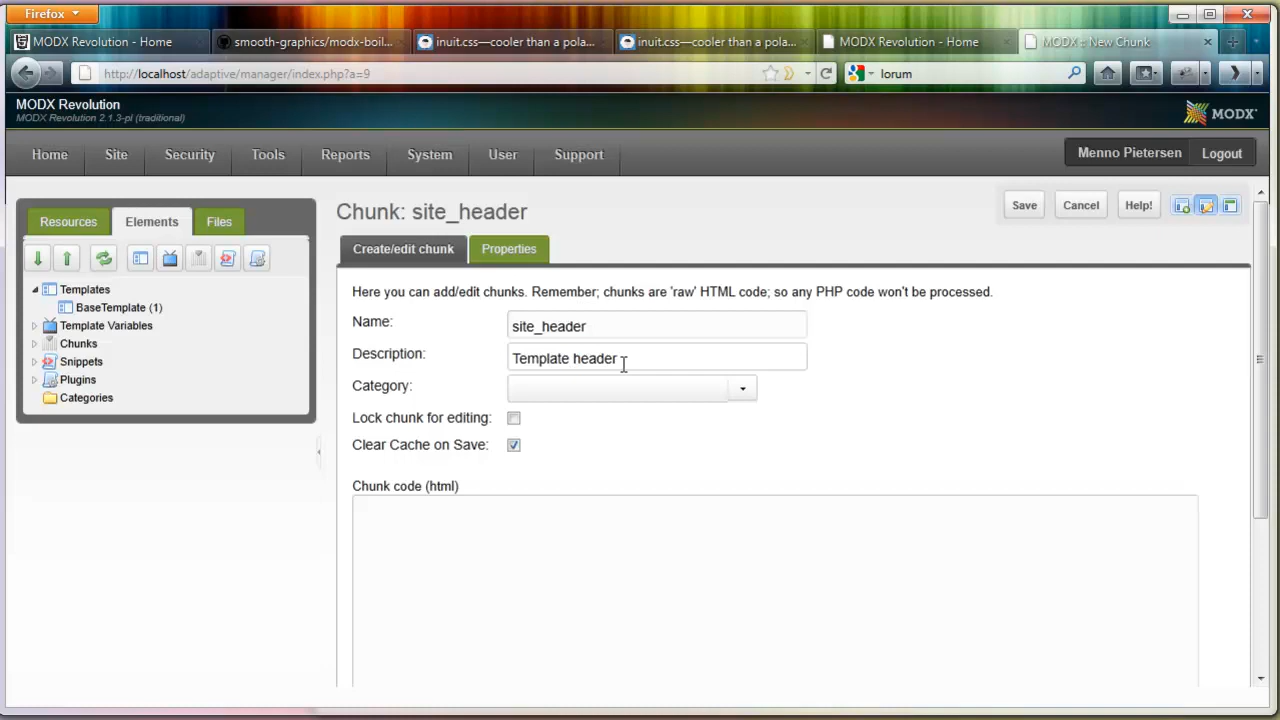 Firefox
MODX Revolution - Home
smooth-graphics/modx-boil...
inuit.css—cooler than a pola...
inuit.css—cooler than a pola...
MODX Revolution - Home
MODX :: New Chunk
http://localhost/adaptive/manager/index.php?a=9
lorum
MODX Revolution
MODX Revolution 2.1.3-pl (traditional)
MODX
Home
Site
Security
Tools
Reports
System
User
Support
Menno Pietersen
Logout
Resources
Elements
Files
Templates
BaseTemplate (1)
Template Variables
Chunks
Snippets
Plugins
Categories
Chunk: site_header
Save
Cancel
Help!
Create/edit chunk
Properties
Here you can add/edit chunks. Remember; chunks are 'raw' HTML code; so any PHP code won't be processed.
Name:
site_header
Description:
Template header
Category:
Lock chunk for editing:
Clear Cache on Save:
Chunk code (html)